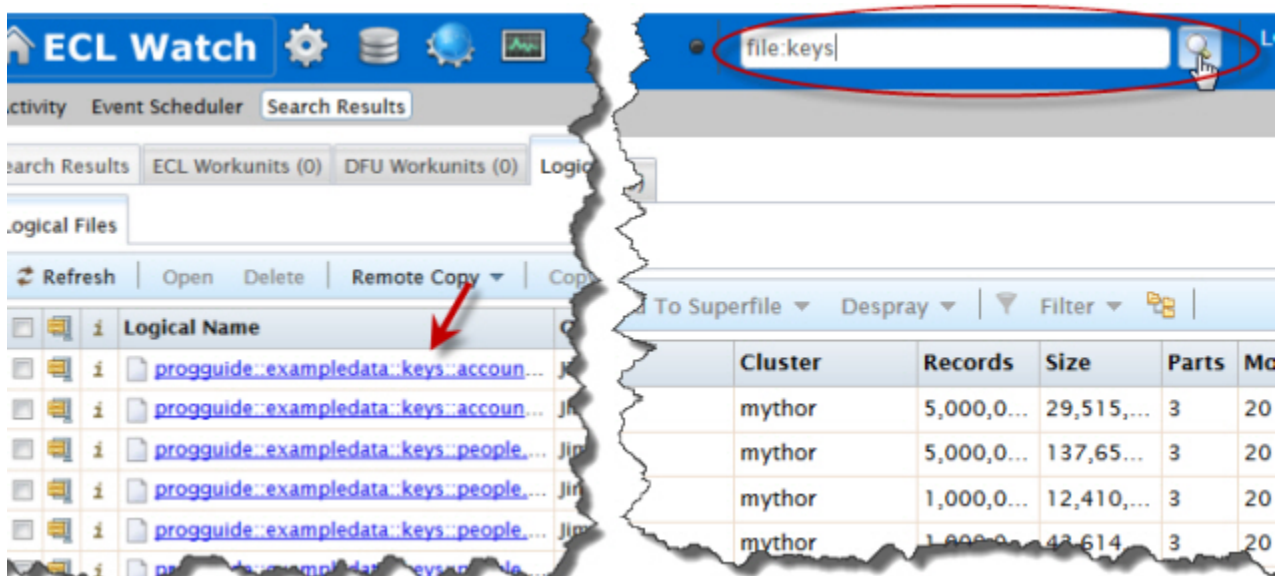 ECL Watch file:keys
Event Scheduler Search Results
Results ECL Workunits (0) DFU Workunits (0)
Logical Files
Refresh Open Delete Remote Copy To Superfile Despray Filter
i Logical Name Cluster Records Size Parts
i progguide::exampledata::keys::accoun... mythor 5,000,0... 29,515,... 3 20
i progguide::exampledata::keys::accoun... mythor 5,000,0... 137,65... 3 20
i progguide::exampledata::keys::people.... mythor 1,000,0... 12,410,... 3 20
i progguide::exampledata::keys::people.... mythor 43,614 3 20
i progguide::exampledata::keys::people....